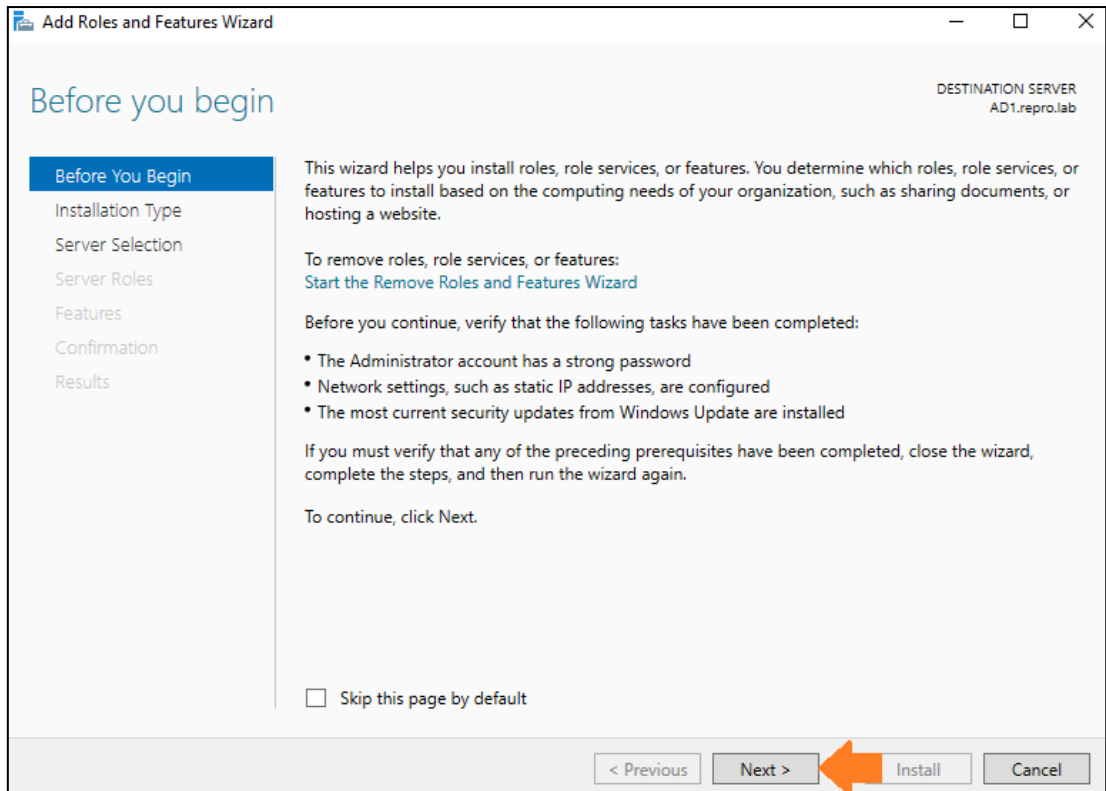 Add Roles and Features Wizard
Before you begin
DESTINATION SERVER
AD1.repro.lab
Before You Begin
Installation Type
Server Selection
Server Roles
Features
Confirmation
Results
This wizard helps you install roles, role services, or features. You determine which roles, role services, or
features to install based on the computing needs of your organization, such as sharing documents, or
hosting a website.
To remove roles, role services, or features:
Start the Remove Roles and Features Wizard
Before you continue, verify that the following tasks have been completed:
• The Administrator account has a strong password
• Network settings, such as static IP addresses, are configured
• The most current security updates from Windows Update are installed
If you must verify that any of the preceding prerequisites have been completed, close the wizard,
complete the steps, and then run the wizard again.
To continue, click Next.
Skip this page by default
< Previous
Next >
Install
Cancel